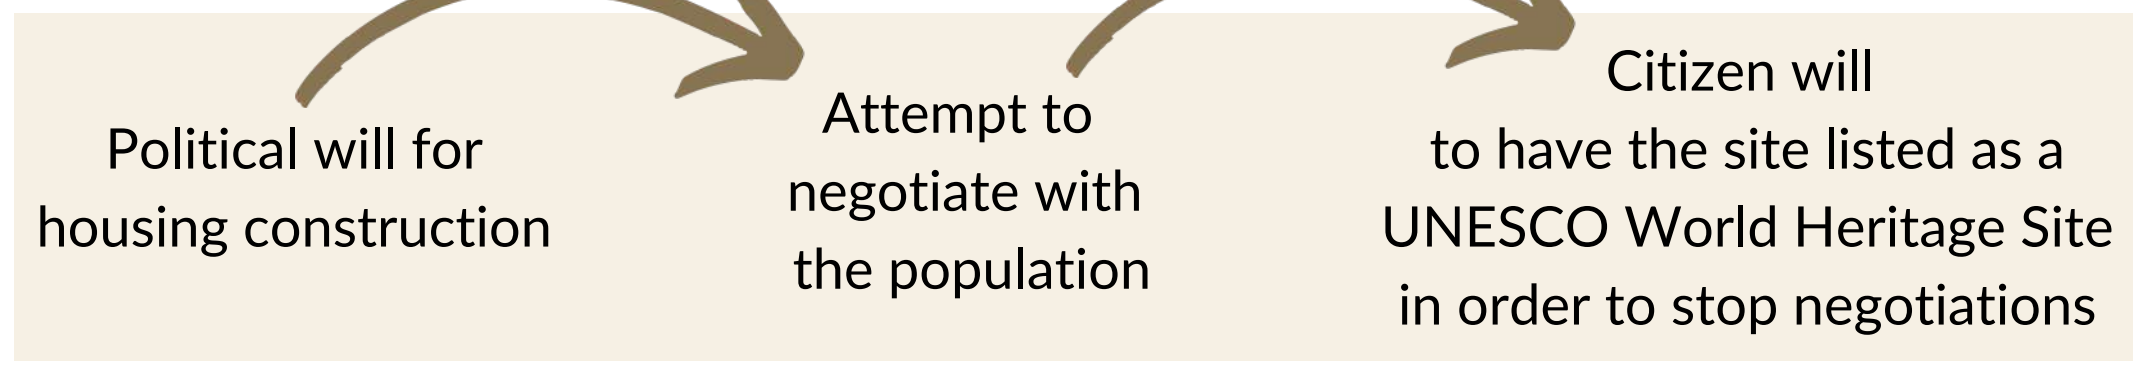 Political will for
housing construction
Attempt to
negotiate with
the population
Citizen will
to have the site listed as a
UNESCO World Heritage Site
in order to stop negotiations